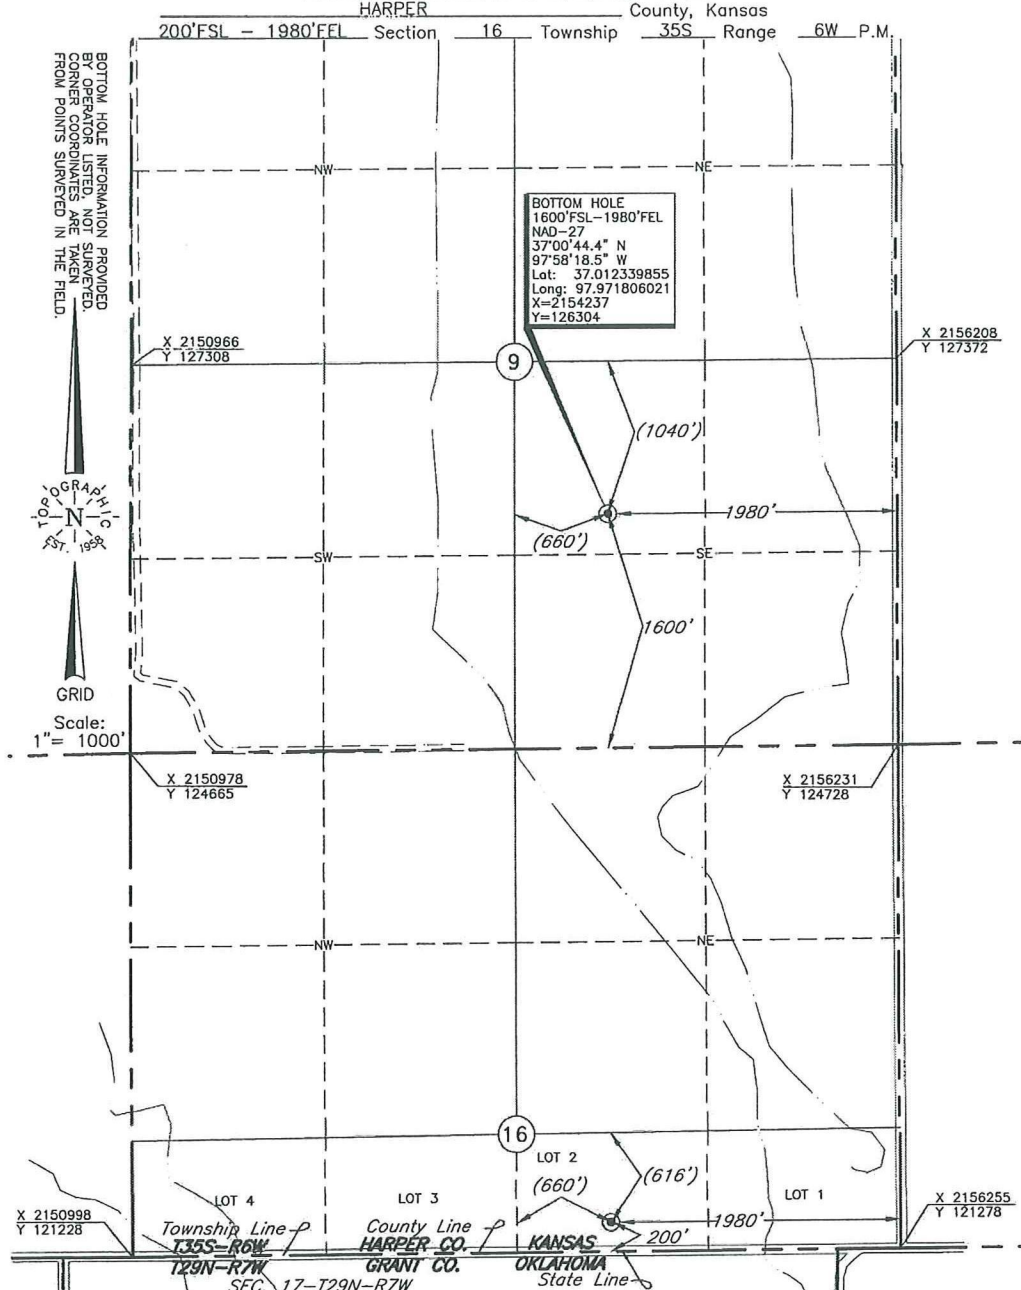 HARPER County, Kansas
200'FSL – 1980'FEL Section 16 Township 35S Range 6W P.M.
BOTTOM HOLE INFORMATION PROVIDED
BY OPERATOR LISTED, NOT SURVEYED.
CORNER COORDINATES ARE TAKEN
FROM POINTS SURVEYED IN THE FIELD.
NW
NE
BOTTOM HOLE
1600'FSL–1980'FEL
NAD–27
37°00'44.4" N
97°58'18.5" W
Lat: 37.012339855
Long: 97.971806021
X=2154237
Y=126304
X 2150966
Y 127308
9
X 2156208
Y 127372
(1040')
TOPOGRAPHIC
N
EST. 1958
1980'
(660')
SW
SE
1600'
GRID
Scale:
1"= 1000'
X 2150978
Y 124665
X 2156231
Y 124728
NW
NE
16
LOT 2
(616')
(660')
LOT 4
LOT 3
LOT 1
X 2150998
Y 121228
X 2156255
Y 121278
1980'
200'
Township Line
County Line
T35S–R6W
HARPER CO.
KANSAS
T29N–R7W
GRANT CO.
OKLAHOMA
State Line
SEC. 17–T29N–R7W